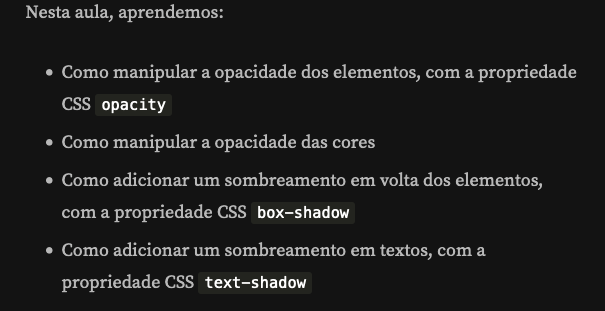 Nesta aula, aprendemos:
• Como manipular a opacidade dos elementos, com a propriedade
CSS opacity
• Como manipular a opacidade das cores
• Como adicionar um sombreamento em volta dos elementos,
com a propriedade CSS box-shadow
• Como adicionar um sombreamento em textos, com a
propriedade CSS text-shadow